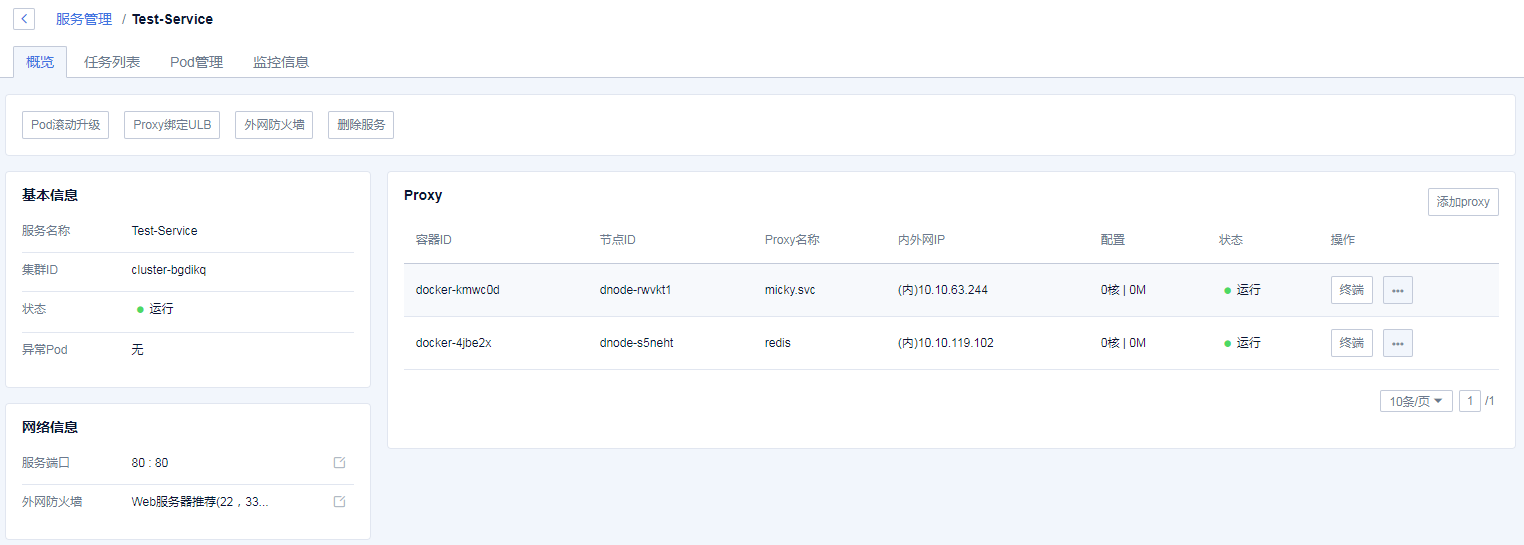 服务管理 / Test-Service
概览 任务列表 Pod管理 监控信息
Pod滚动升级 Proxy绑定ULB 外网防火墙 删除服务
基本信息
服务名称 Test-Service
集群ID cluster-bgdikq
状态 运行
异常Pod 无
网络信息
服务端口 80 : 80
外网防火墙 Web服务器推荐(22，33...
Proxy
添加proxy
容器ID 节点ID Proxy名称 内外网IP 配置 状态 操作
docker-kmwc0d dnode-rwvkt1 micky.svc (内)10.10.63.244 0核 | 0M 运行 终端 •••
docker-4jbe2x dnode-s5neht redis (内)10.10.119.102 0核 | 0M 运行 终端 •••
10条/页 1 /1